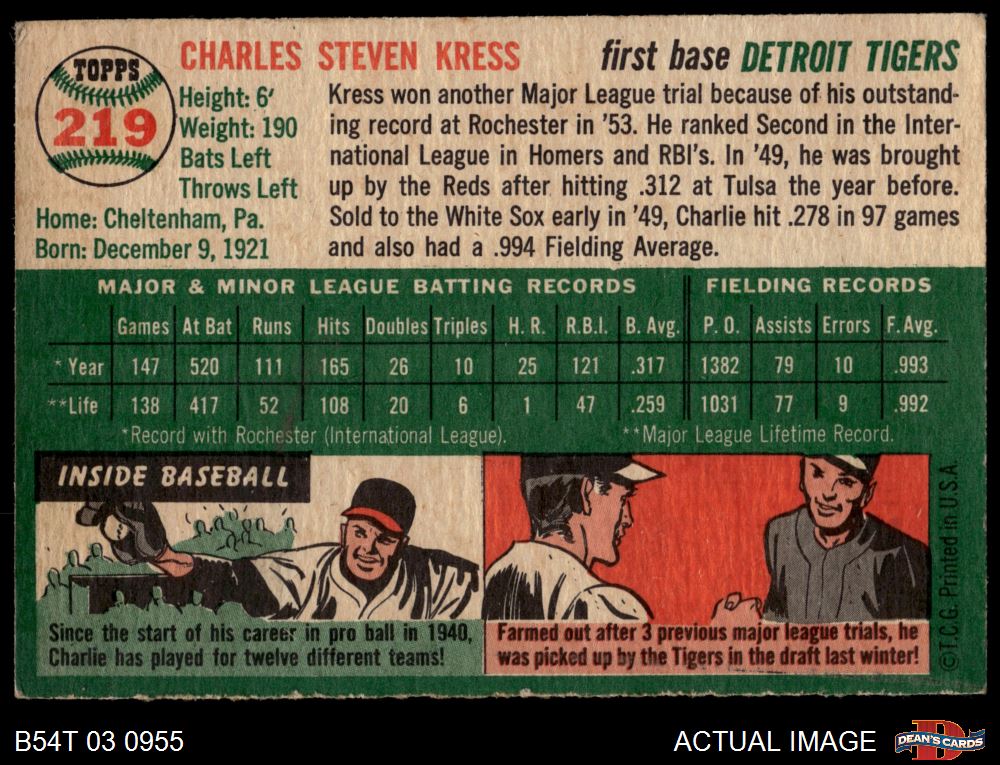 TOPPS
219
CHARLES STEVEN KRESS
first base DETROIT TIGERS
Height: 6'
Weight: 190
Bats Left
Throws Left
Home: Cheltenham, Pa.
Born: December 9, 1921
Kress won another Major League trial because of his outstand-
ing record at Rochester in '53. He ranked Second in the Inter-
national League in Homers and RBI's. In '49, he was brought
up by the Reds after hitting .312 at Tulsa the year before.
Sold to the White Sox early in '49, Charlie hit .278 in 97 games
and also had a .994 Fielding Average.
MAJOR & MINOR LEAGUE BATTING RECORDS FIELDING RECORDS
Games At Bat Runs Hits Doubles Triples H. R. R.B.I. B. Avg. P. O. Assists Errors F. Avg.
* Year 147 520 111 165 26 10 25 121 .317 1382 79 10 .993
**Life 138 417 52 108 20 6 1 47 .259 1031 77 9 .992
*Record with Rochester (International League). **Major League Lifetime Record.
INSIDE BASEBALL
Since the start of his career in pro ball in 1940,
Charlie has played for twelve different teams!
Farmed out after 3 previous major league trials, he
was picked up by the Tigers in the draft last winter!
©T.C.G. Printed in U.S.A.
B54T 03 0955
ACTUAL IMAGE
DEAN'S CARDS